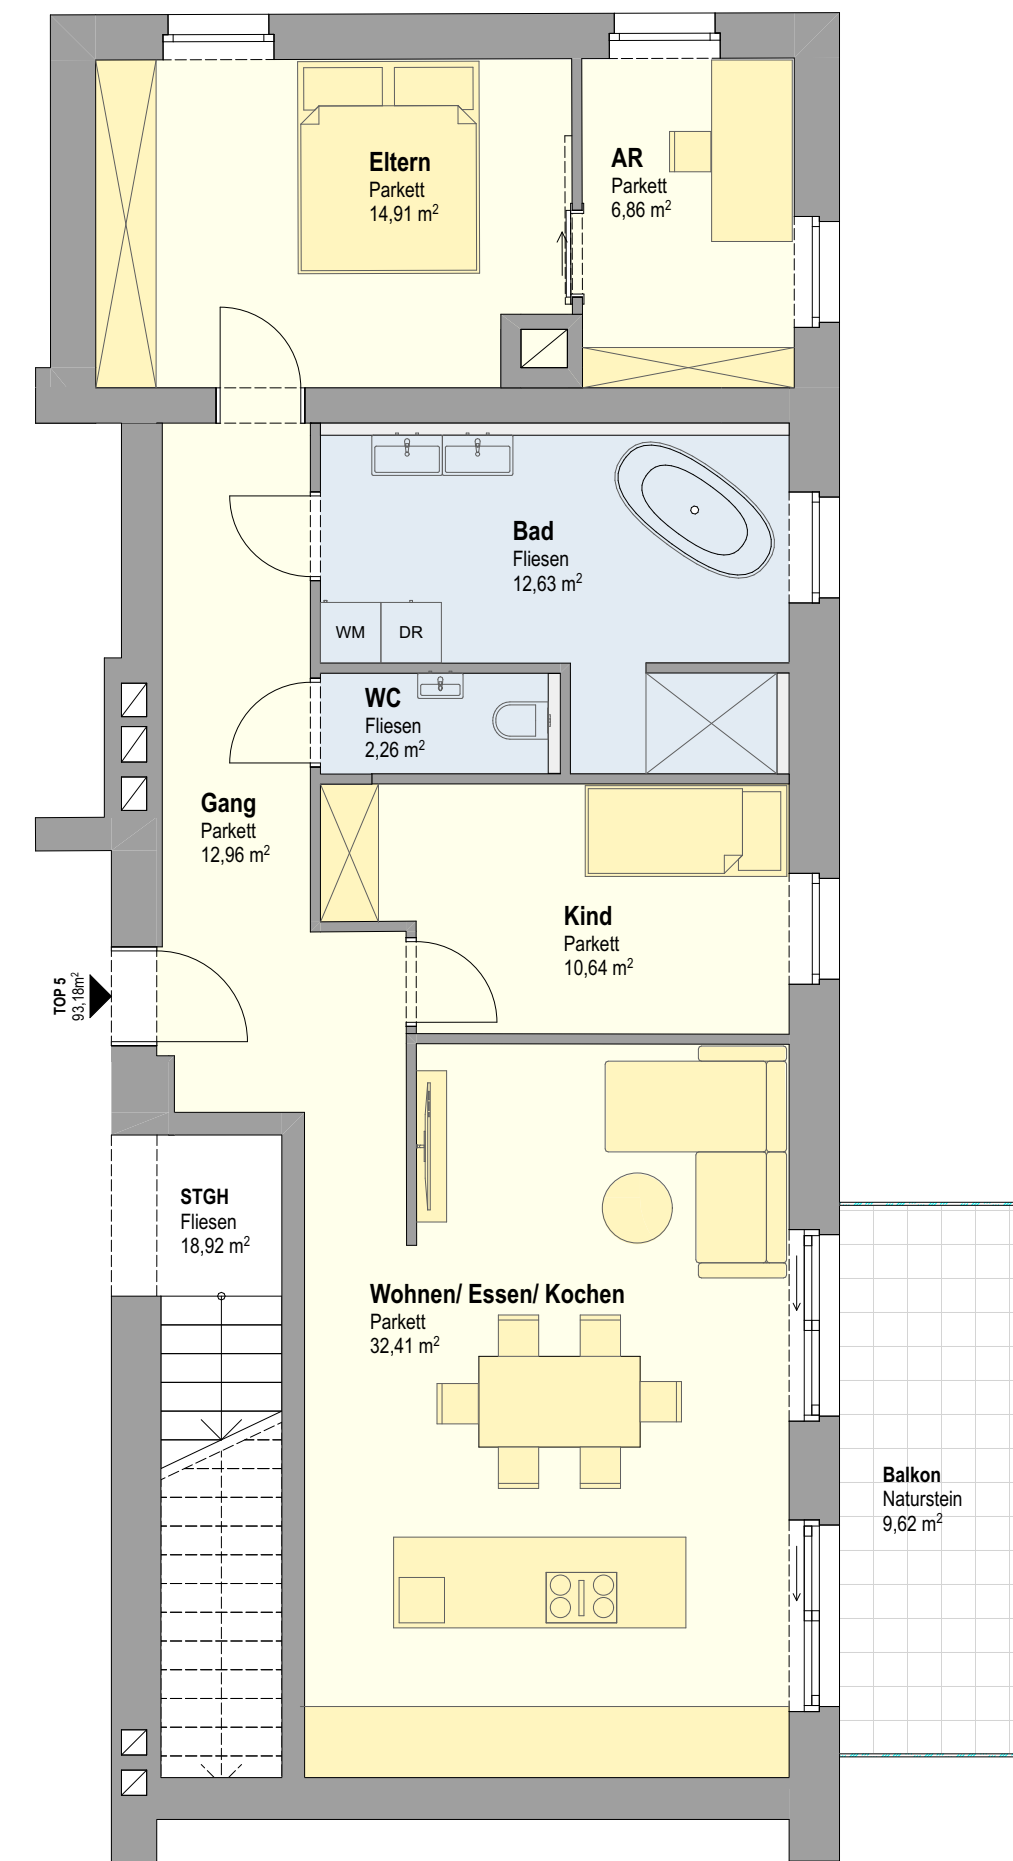 Eltern
Parkett
14,91 m²
AR
Parkett
6,86 m²
Bad
Fliesen
12,63 m²
WM
DR
WC
Fliesen
2,26 m²
Gang
Parkett
12,96 m²
Kind
Parkett
10,64 m²
TOP 5
93,18m²
STGH
Fliesen
18,92 m²
Wohnen/ Essen/ Kochen
Parkett
32,41 m²
Balkon
Naturstein
9,62 m²